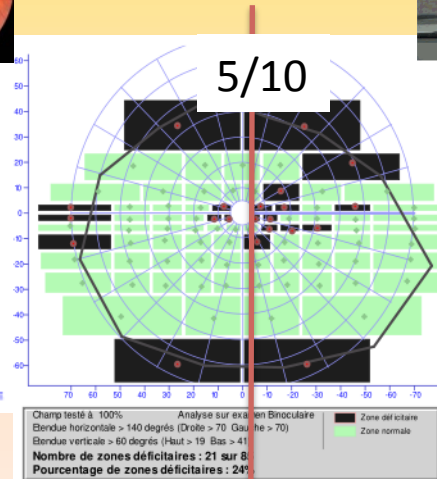 5/10
60
50
40
30
20
10
0
-10
-20
-30
-40
-50
-60
70 60 50 40 30 20 10 0 -10 -20 -30 -40 -50 -60 -70
Champ testé à 100% Analyse sur examen Binoculaire
Etendue horizontale > 140 degrés (Droite > 70 Gauche > 70)
Etendue verticale > 60 degrés (Haut > 19 Bas > 41
Nombre de zones déficitaires : 21 sur
Pourcentage de zones déficitaires : 24%
Zone déficitaire
Zone normale